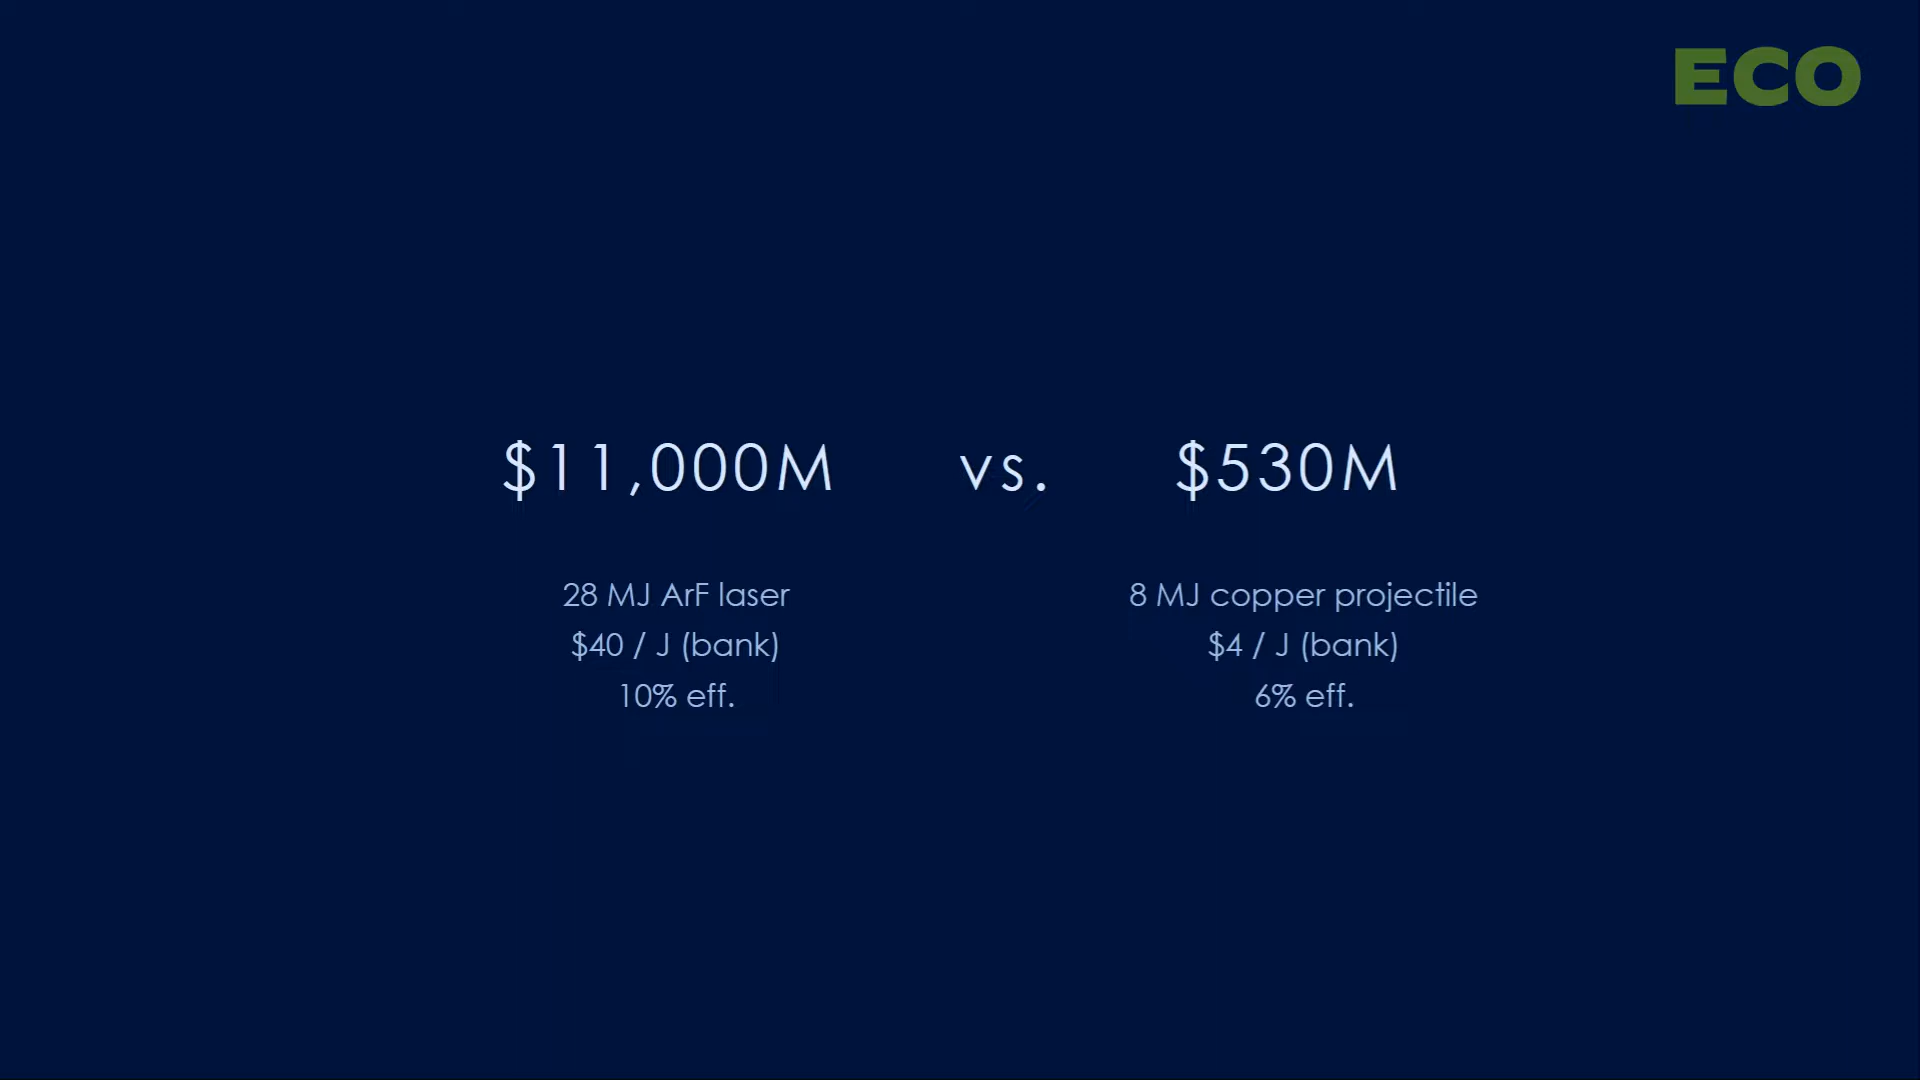 ECO
$11,000M vs. $530M
28 MJ ArF laser
$40 / J (bank)
10% eff.
8 MJ copper projectile
$4 / J (bank)
6% eff.